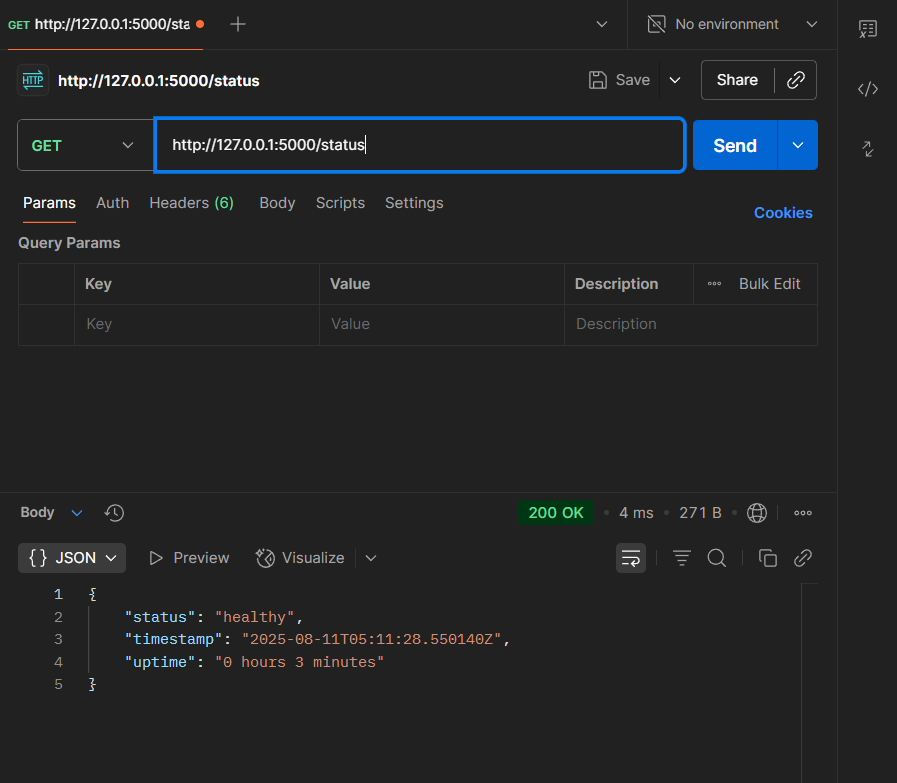 GET http://127.0.0.1:5000/sta
No environment
HTTP http://127.0.0.1:5000/status
Save
Share
GET
http://127.0.0.1:5000/status
Send
Params Auth Headers (6) Body Scripts Settings
Cookies
Query Params
Key Value Description Bulk Edit
Key Value Description
Body
200 OK • 4 ms • 271 B •
{} JSON Preview Visualize
1 {
2 "status": "healthy",
3 "timestamp": "2025-08-11T05:11:28.550140Z",
4 "uptime": "0 hours 3 minutes"
5 }